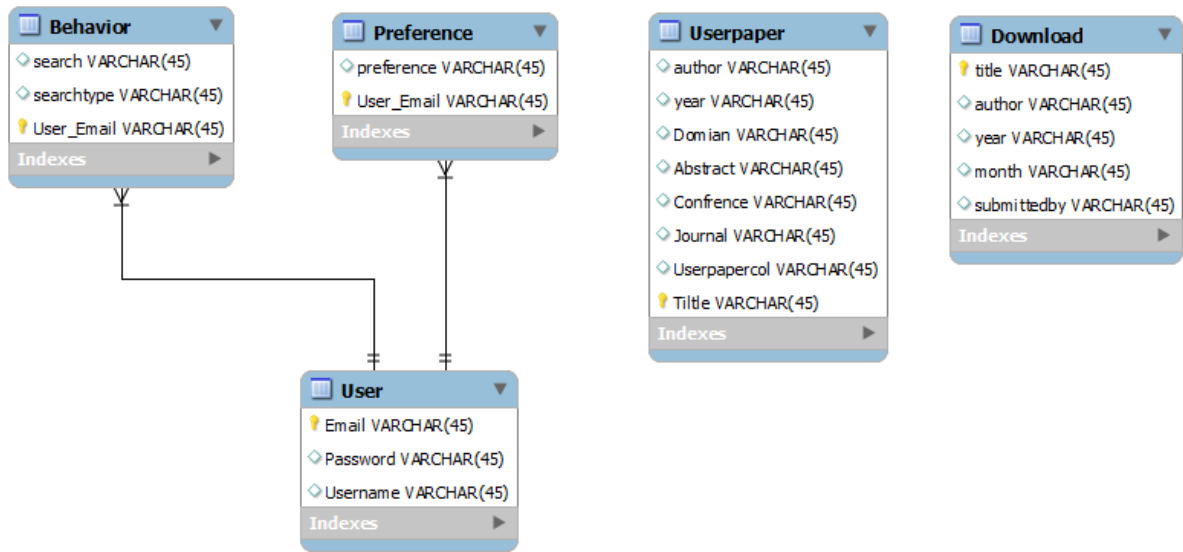 Behavior
search VARCHAR(45)
searchtype VARCHAR(45)
User_Email VARCHAR(45)
Indexes
Preference
preference VARCHAR(45)
User_Email VARCHAR(45)
Indexes
Userpaper
author VARCHAR(45)
year VARCHAR(45)
Domian VARCHAR(45)
Abstract VARCHAR(45)
Confrence VARCHAR(45)
Journal VARCHAR(45)
Userpapercol VARCHAR(45)
Tiltle VARCHAR(45)
Indexes
Download
title VARCHAR(45)
author VARCHAR(45)
year VARCHAR(45)
month VARCHAR(45)
submittedby VARCHAR(45)
Indexes
User
Email VARCHAR(45)
Password VARCHAR(45)
Username VARCHAR(45)
Indexes